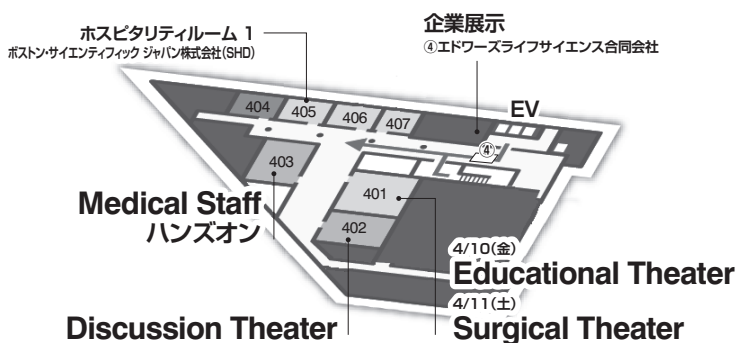 ホスピタリティルーム 1
ボストン・サイエンティフィック ジャパン株式会社(SHD)
企業展示
④エドワーズライフサイエンス合同会社
EV
404
405
406
407
④
403
401
402
Medical Staff
ハンズオン
4/10(金)
Educational Theater
4/11(土)
Discussion Theater
Surgical Theater